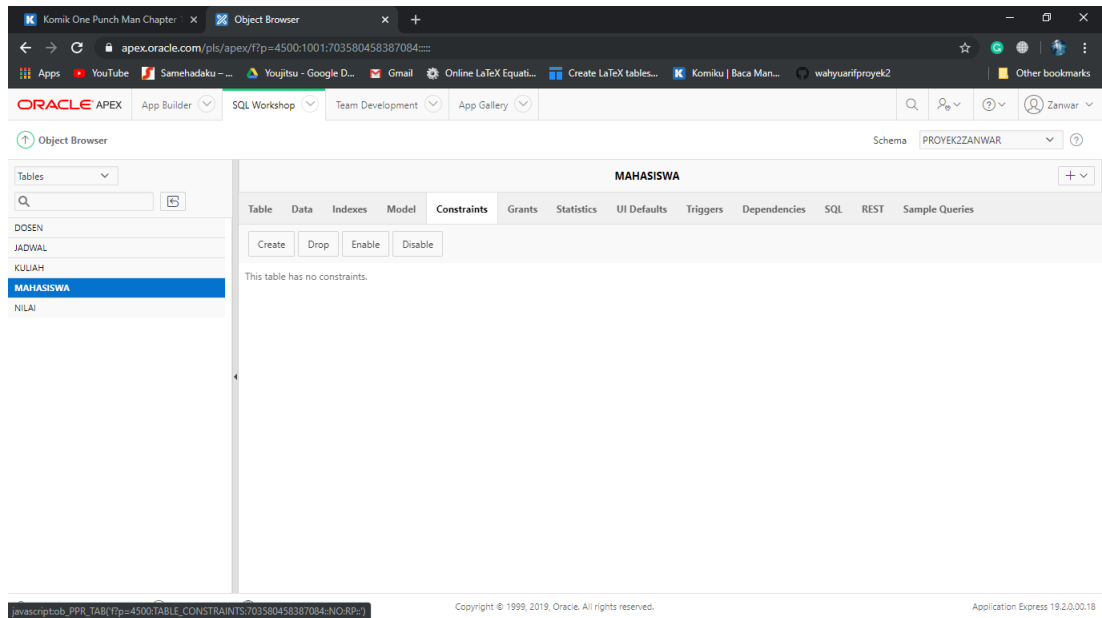 Komik One Punch Man Chapter
Object Browser
apex.oracle.com/pls/apex/f?p=4500:1001:703580458387084:::::
Apps
YouTube
Samehadaku – ...
Youjitsu - Google D...
Gmail
Online LaTeX Equati...
Create LaTeX tables...
Komiku | Baca Man...
wahyuarifproyek2
Other bookmarks
ORACLE APEX
App Builder
SQL Workshop
Team Development
App Gallery
Zanwar
Object Browser
Schema
PROYEK2ZANWAR
Tables
MAHASISWA
Table
Data
Indexes
Model
Constraints
Grants
Statistics
UI Defaults
Triggers
Dependencies
SQL
REST
Sample Queries
DOSEN
JADWAL
KULIAH
MAHASISWA
NILAI
Create
Drop
Enable
Disable
This table has no constraints.
javascript:ob_PPR_TAB('f?p=4500:TABLE_CONSTRAINTS:703580458387084::NO:RP::')
Copyright © 1999, 2019, Oracle. All rights reserved.
Application Express 19.2.0.00.18